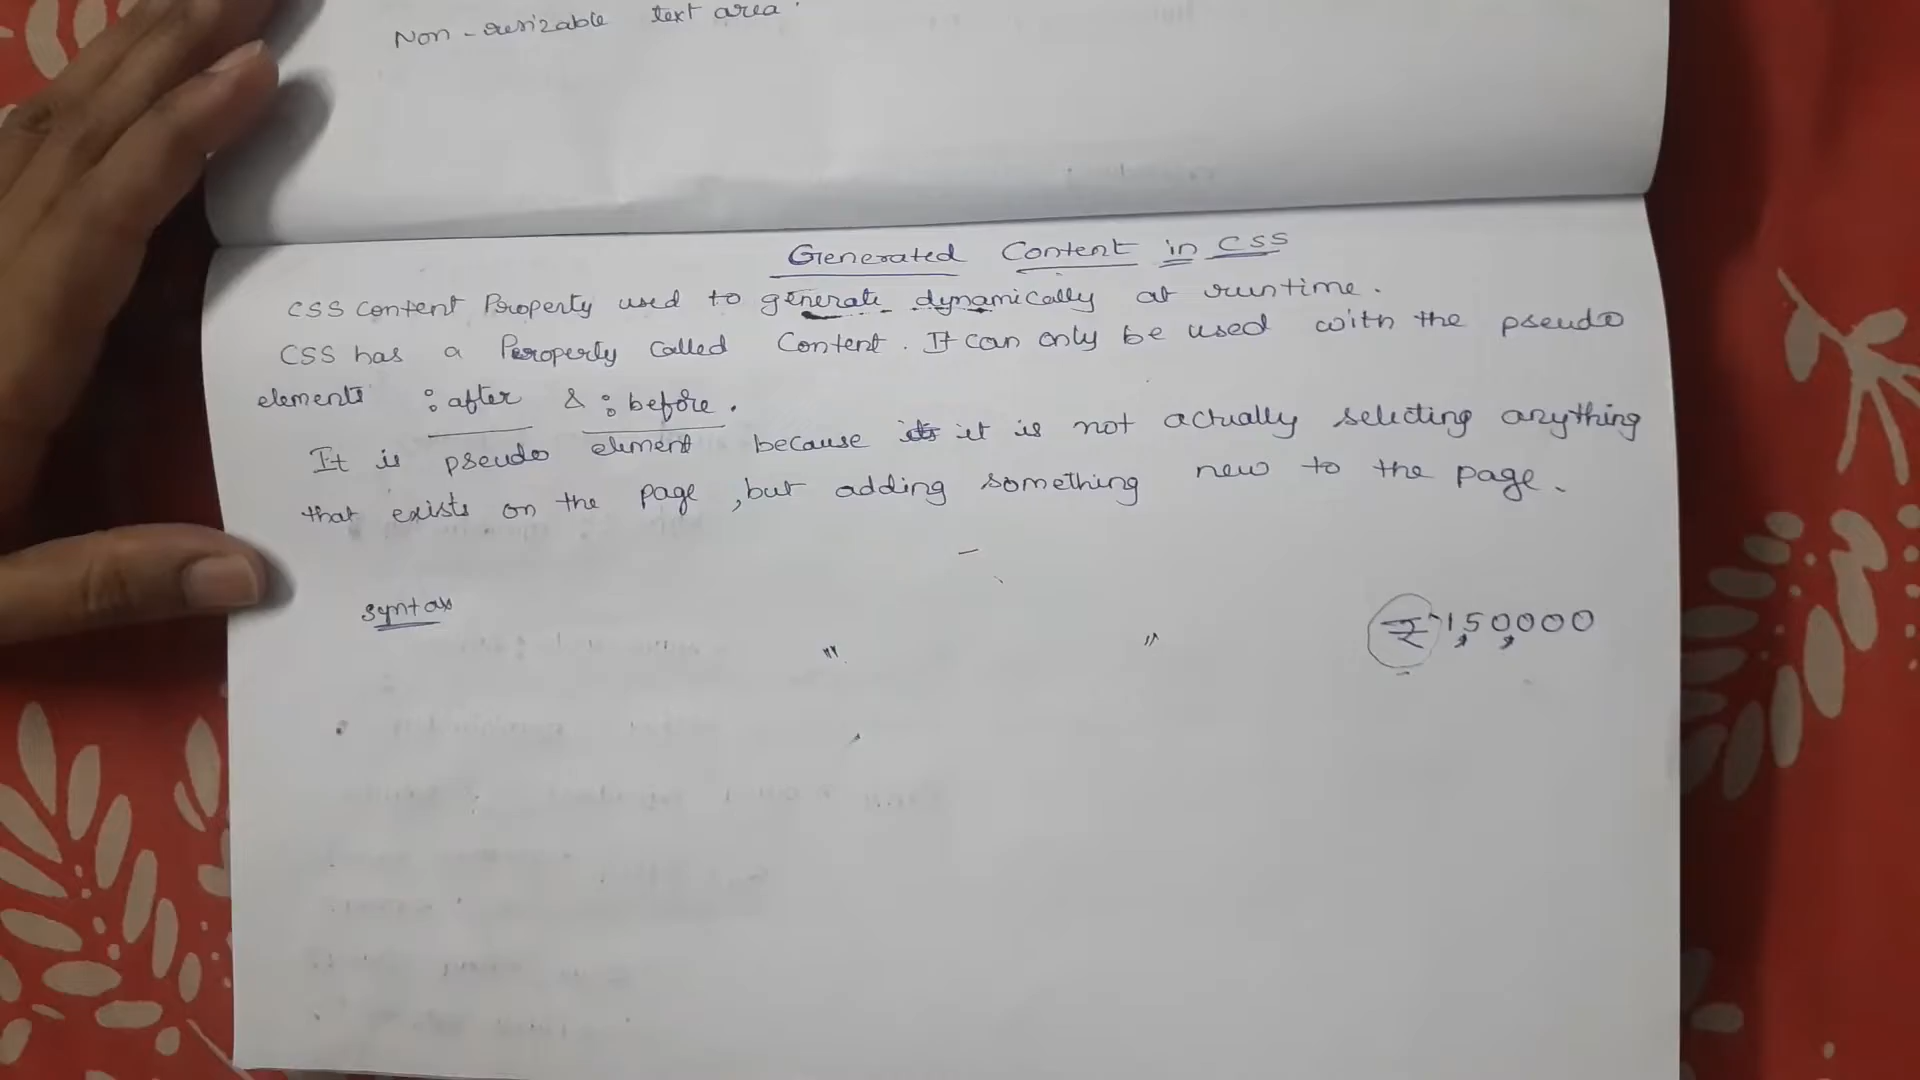 Non-resizable text area.
Generated Content in CSS
CSS content Property used to generate dynamically at runtime.
CSS has a Property called Content. It can only be used with the pseudo
elements :after & :before.
It is pseudo element because it is not actually selecting anything
that exists on the page, but adding something new to the page.
Syntax
" "
₹ 1,50,000